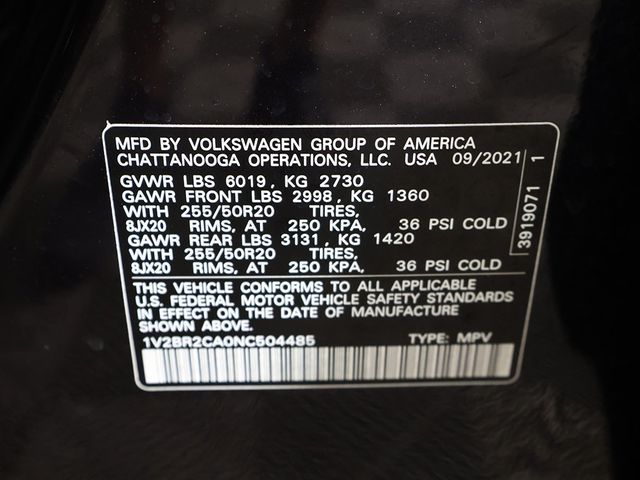 MFD BY VOLKSWAGEN GROUP OF AMERICA
CHATTANOOGA OPERATIONS, LLC. USA 09/2021
GVWR LBS 6019, KG 2730
GAWR FRONT LBS 2998, KG 1360
WITH 255/50R20 TIRES,
8JX20 RIMS, AT 250 KPA, 36 PSI COLD
GAWR REAR LBS 3131, KG 1420
WITH 255/50R20 TIRES,
8JX20 RIMS, AT 250 KPA, 36 PSI COLD
THIS VEHICLE CONFORMS TO ALL APPLICABLE
U.S. FEDERAL MOTOR VEHICLE SAFETY STANDARDS
IN EFFECT ON THE DATE OF MANUFACTURE
SHOWN ABOVE.
1V2BR2CA0NC504485 TYPE: MPV
3919071 1